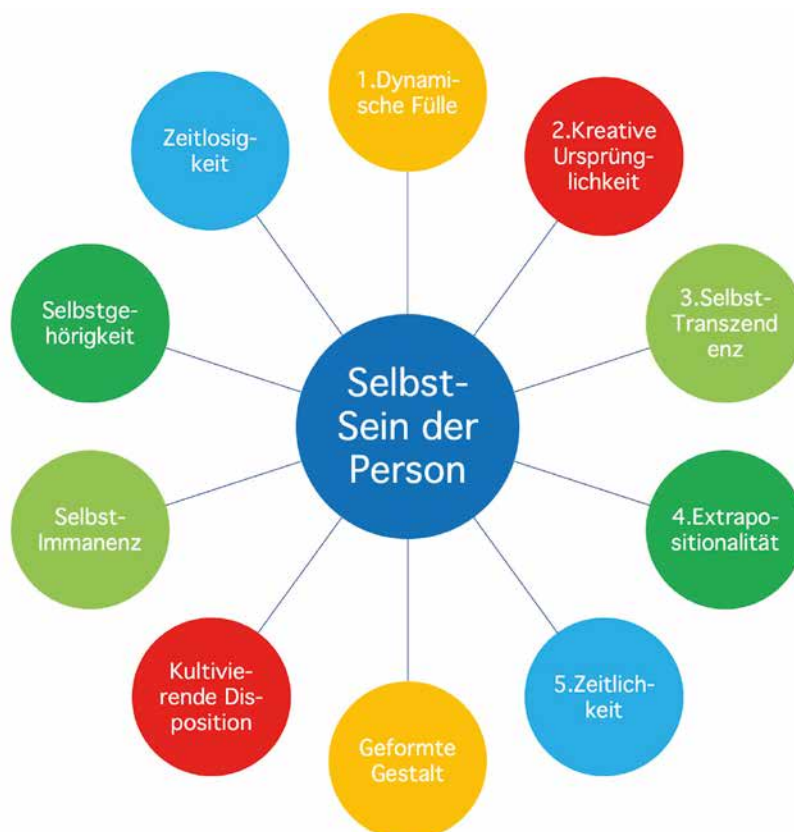 1.Dynami-
sche Fülle
2.Kreative
Ursprüng-
lichkeit
3.Selbst-
Transzend
enz
4.Extrapo-
sitionalität
5.Zeitlich-
keit
Geformte
Gestalt
Kultivie-
rende Dis-
position
Selbst-
Immanenz
Selbstge-
hörigkeit
Zeitlosig-
keit
Selbst-
Sein der
Person